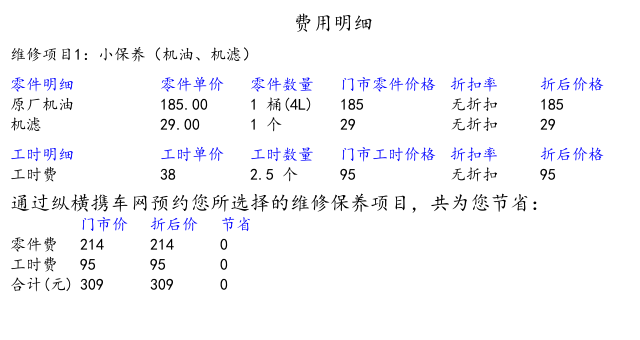 费用明细
维修项目1: 小保养（机油、机滤）
零件明细 零件单价 零件数量 门市零件价格 折扣率 折后价格
原厂机油 185.00 1 桶(4L) 185 无折扣 185
机滤 29.00 1 个 29 无折扣 29
工时明细 工时单价 工时数量 门市工时价格 折扣率 折后价格
工时费 38 2.5 个 95 无折扣 95
通过纵横携车网预约您所选择的维修保养项目，共为您节省：
门市价 折后价 节省
零件费 214 214 0
工时费 95 95 0
合计(元) 309 309 0